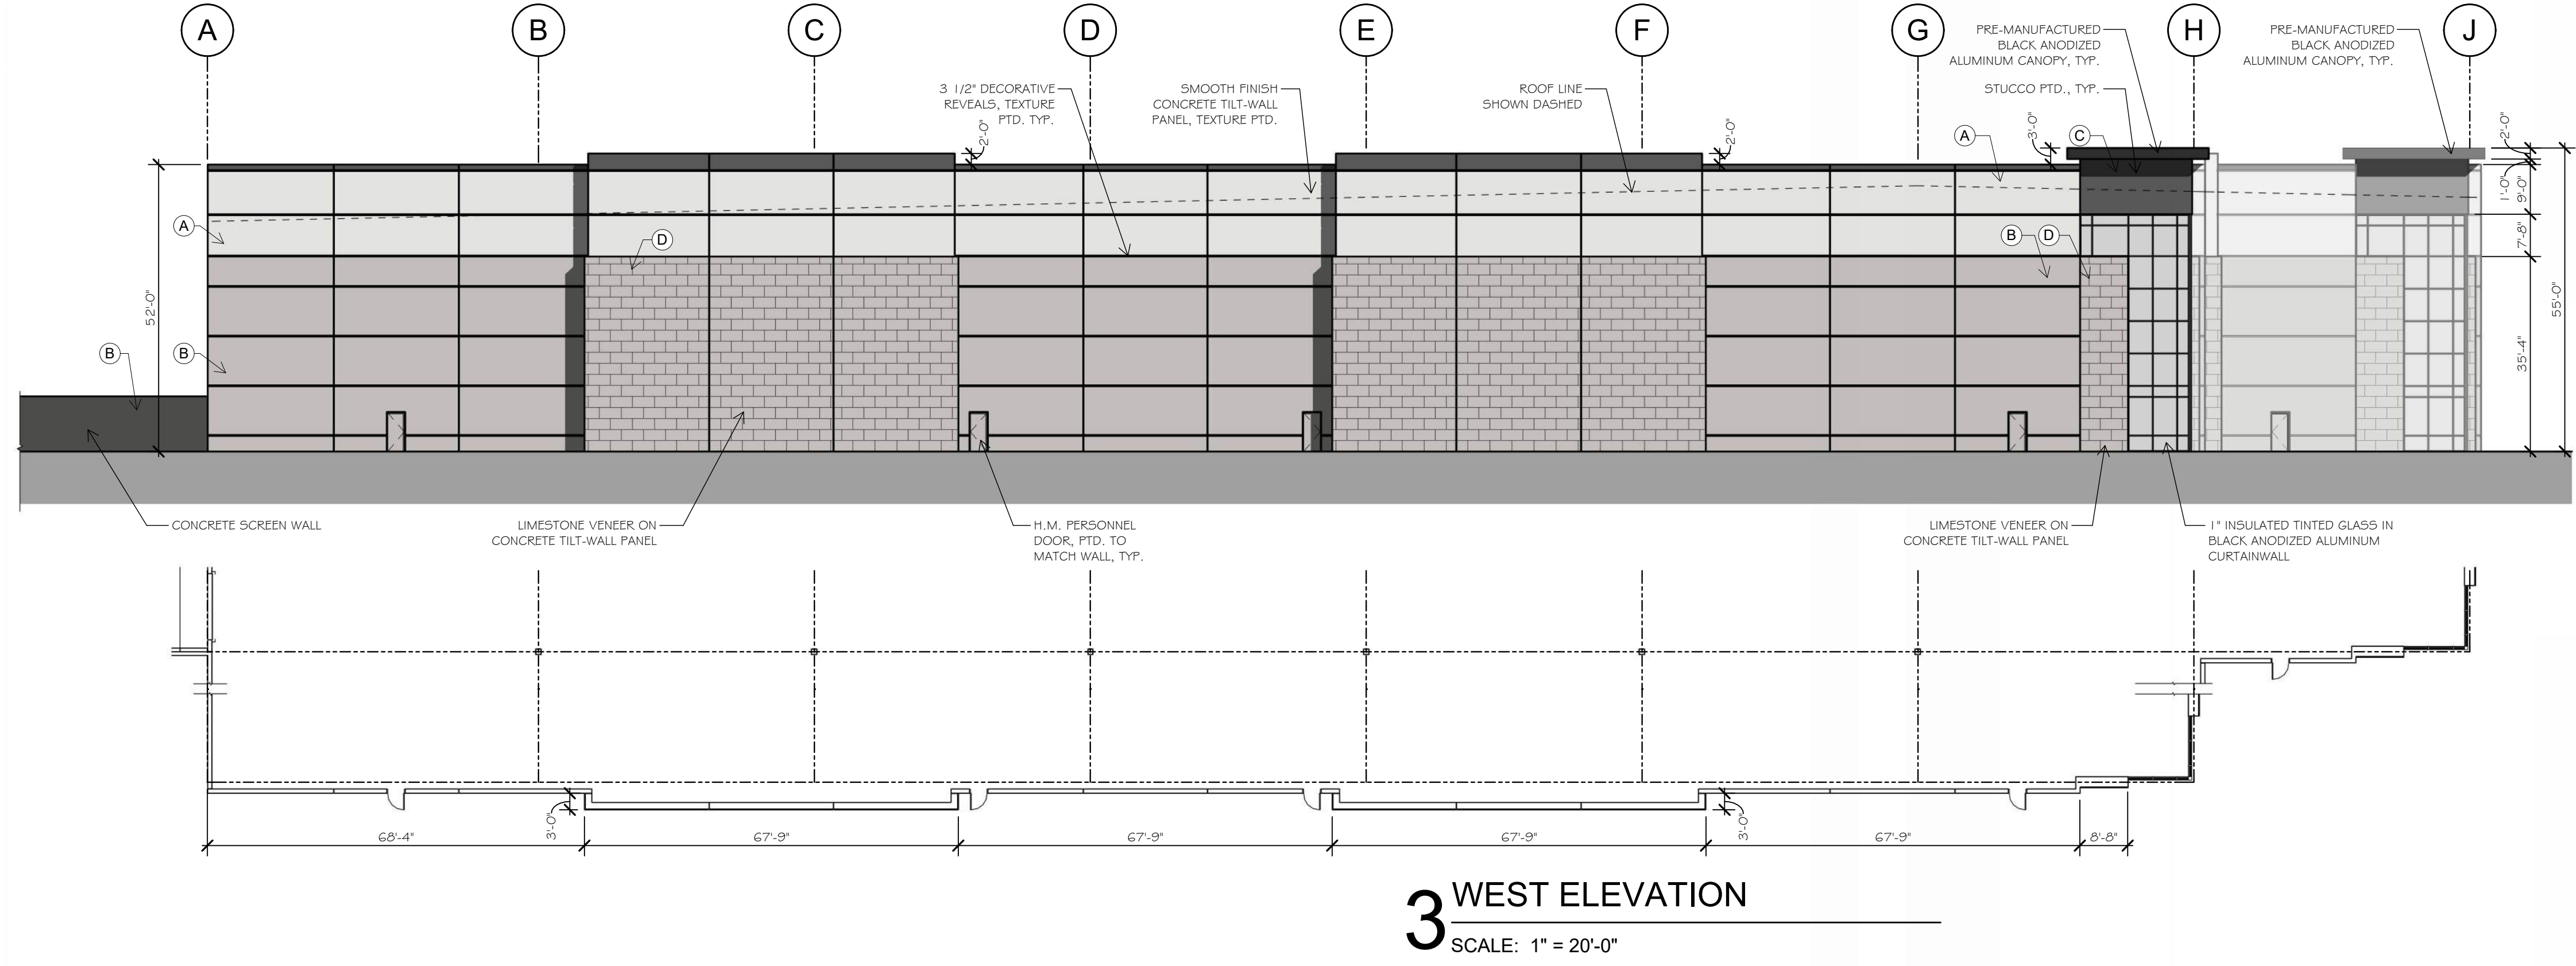 A B C D E F G H J
PRE-MANUFACTURED
BLACK ANODIZED
ALUMINUM CANOPY, TYP.
PRE-MANUFACTURED
BLACK ANODIZED
ALUMINUM CANOPY, TYP.
3 1/2" DECORATIVE
REVEALS, TEXTURE
PTD. TYP.
SMOOTH FINISH
CONCRETE TILT-WALL
PANEL, TEXTURE PTD.
ROOF LINE
SHOWN DASHED
STUCCO PTD., TYP.
2'-0"
2'-0"
A
3'-0"
C
2'-0"
1'-0"
9'-0"
A
D
B
D
7'-8"
52'-0"
55'-0"
B
B
35'-4"
CONCRETE SCREEN WALL
LIMESTONE VENEER ON
CONCRETE TILT-WALL PANEL
H.M. PERSONNEL
DOOR, PTD. TO
MATCH WALL, TYP.
LIMESTONE VENEER ON
CONCRETE TILT-WALL PANEL
1" INSULATED TINTED GLASS IN
BLACK ANODIZED ALUMINUM
CURTAINWALL
3'-0"
3'-0"
68'-4" 67'-9" 67'-9" 67'-9" 67'-9" 8'-8"
3 WEST ELEVATION
SCALE: 1" = 20'-0"